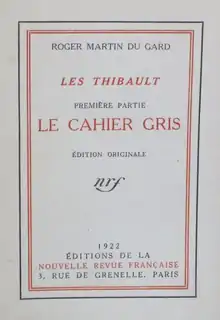 ROGER MARTIN DU GARD
LES THIBAULT
PREMIÈRE PARTIE
LE CAHIER GRIS
ÉDITION ORIGINALE
nrf
1922
ÉDITIONS DE LA
NOUVELLE REVUE FRANÇAISE
3, RUE DE GRENELLE, PARIS